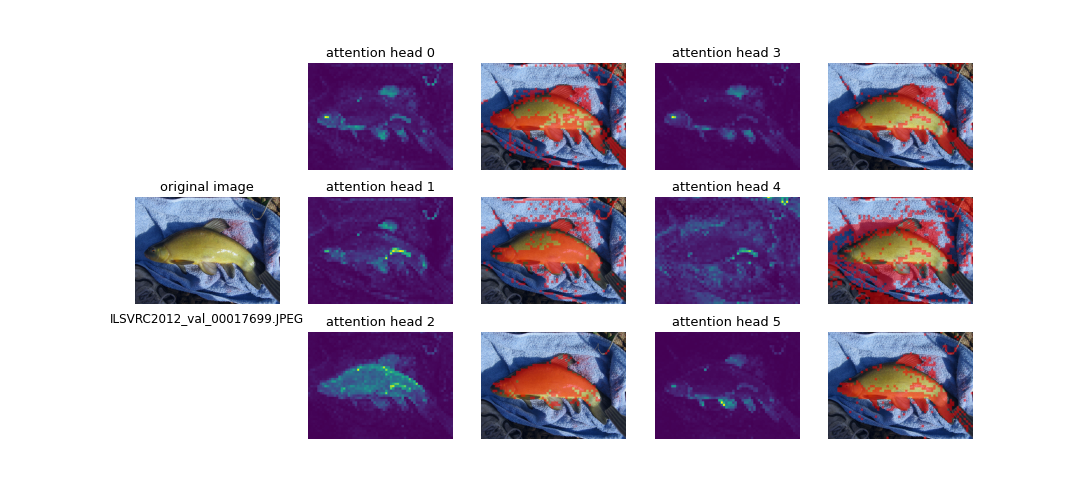 attention head 0
attention head 3
original image
attention head 1
attention head 4
ILSVRC2012_val_00017699.JPEG
attention head 2
attention head 5